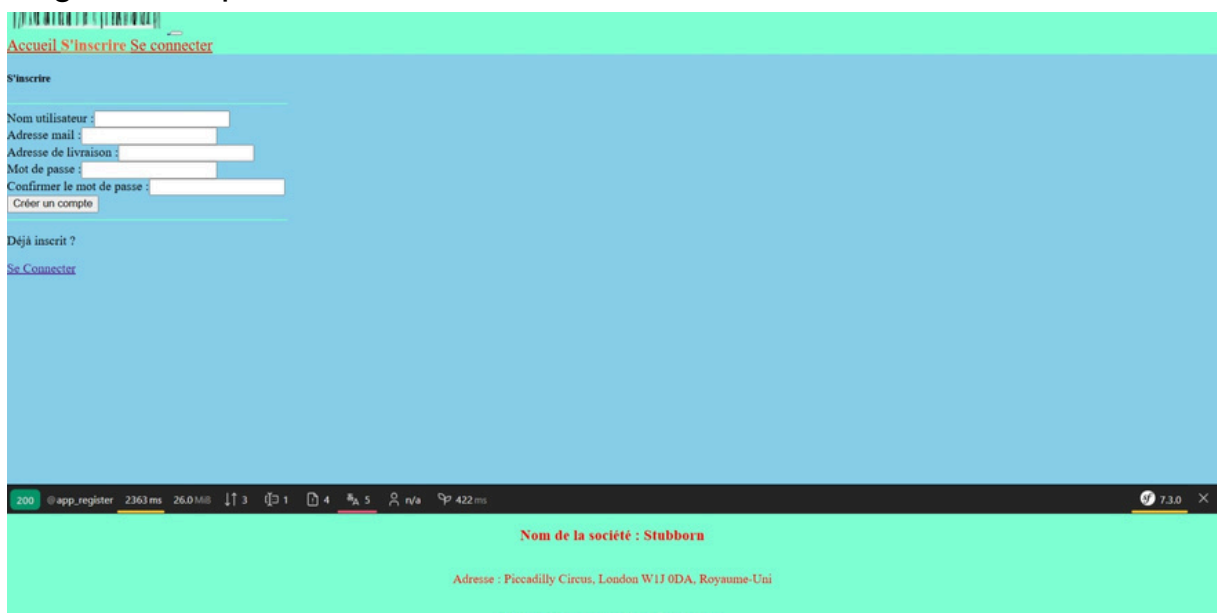 Accueil S'inscrire Se connecter
S'inscrire
Nom utilisateur :
Adresse mail :
Adresse de livraison :
Mot de passe :
Confirmer le mot de passe :
Créer un compte
Déjà inscrit ?
Se Connecter
200 @app_register 2363 ms 26.0 MiB 3 1 4 5 n/a 422 ms 7.3.0
Nom de la société : Stubborn
Adresse : Piccadilly Circus, London W1J 0DA, Royaume-Uni